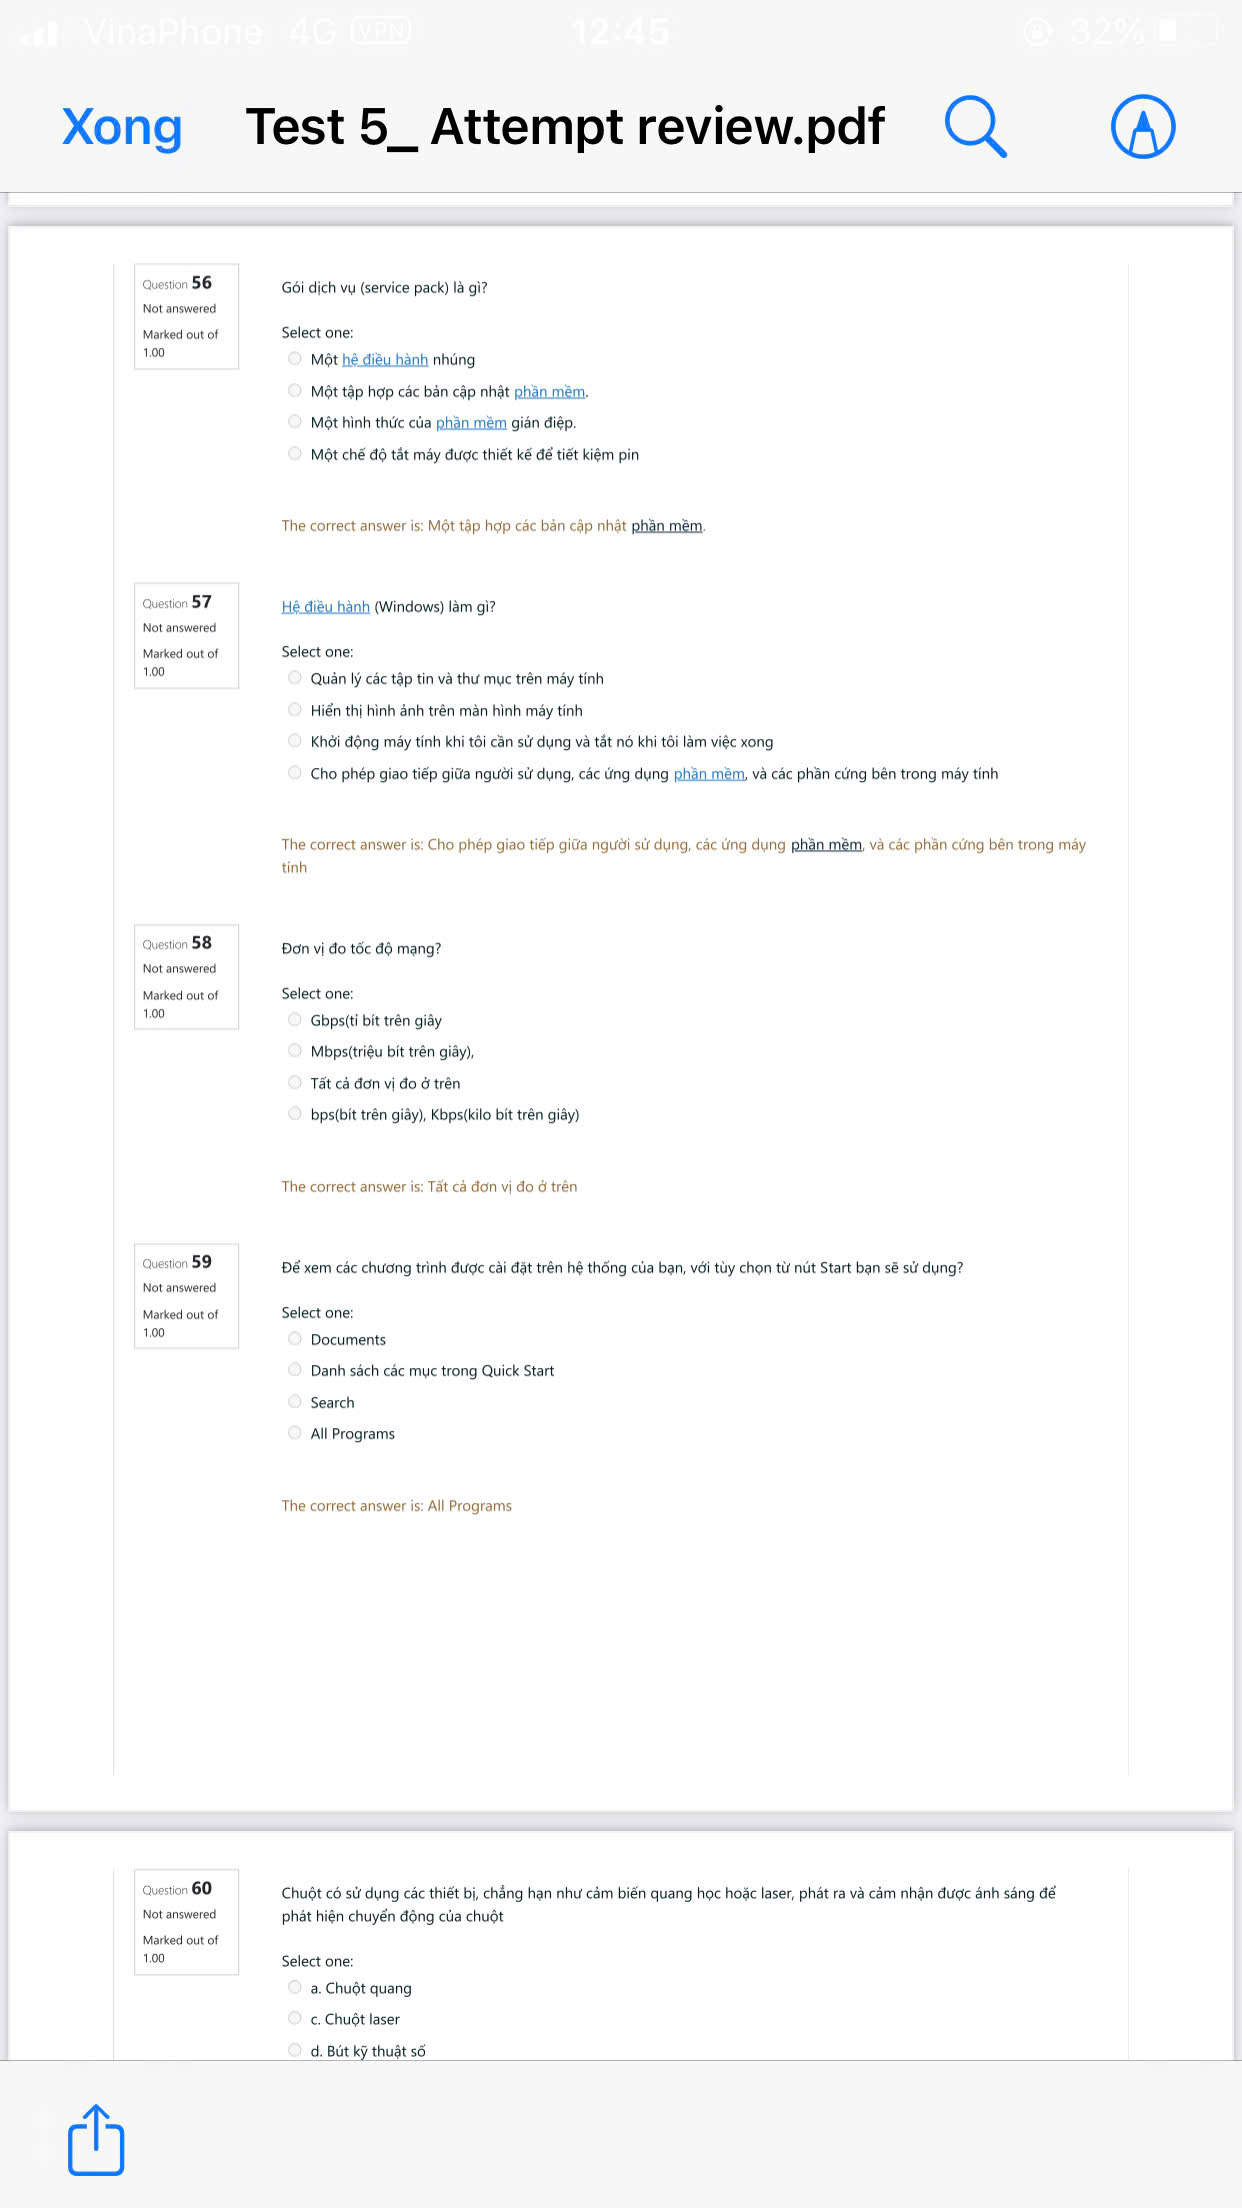 VinaPhone 4G VPN 12:45 32%
Xong Test 5_ Attempt review.pdf
Question 56
Not answered
Marked out of
1.00
Gói dịch vụ (service pack) là gì?
Select one:
Một hệ điều hành nhúng
Một tập hợp các bản cập nhật phần mềm.
Một hình thức của phần mềm gián điệp.
Một chế độ tắt máy được thiết kế để tiết kiệm pin
The correct answer is: Một tập hợp các bản cập nhật phần mềm.
Question 57
Not answered
Marked out of
1.00
Hệ điều hành (Windows) làm gì?
Select one:
Quản lý các tập tin và thư mục trên máy tính
Hiển thị hình ảnh trên màn hình máy tính
Khởi động máy tính khi tôi cần sử dụng và tắt nó khi tôi làm việc xong
Cho phép giao tiếp giữa người sử dụng, các ứng dụng phần mềm, và các phần cứng bên trong máy tính
The correct answer is: Cho phép giao tiếp giữa người sử dụng, các ứng dụng phần mềm, và các phần cứng bên trong máy
tính
Question 58
Not answered
Marked out of
1.00
Đơn vị đo tốc độ mạng?
Select one:
Gbps(tỉ bít trên giây
Mbps(triệu bít trên giây),
Tất cả đơn vị đo ở trên
bps(bít trên giây), Kbps(kilo bít trên giây)
The correct answer is: Tất cả đơn vị đo ở trên
Question 59
Not answered
Marked out of
1.00
Để xem các chương trình được cài đặt trên hệ thống của bạn, với tùy chọn từ nút Start bạn sẽ sử dụng?
Select one:
Documents
Danh sách các mục trong Quick Start
Search
All Programs
The correct answer is: All Programs
Question 60
Not answered
Marked out of
1.00
Chuột có sử dụng các thiết bị, chẳng hạn như cảm biến quang học hoặc laser, phát ra và cảm nhận được ánh sáng để
phát hiện chuyển động của chuột
Select one:
a. Chuột quang
c. Chuột laser
d. Bút kỹ thuật số